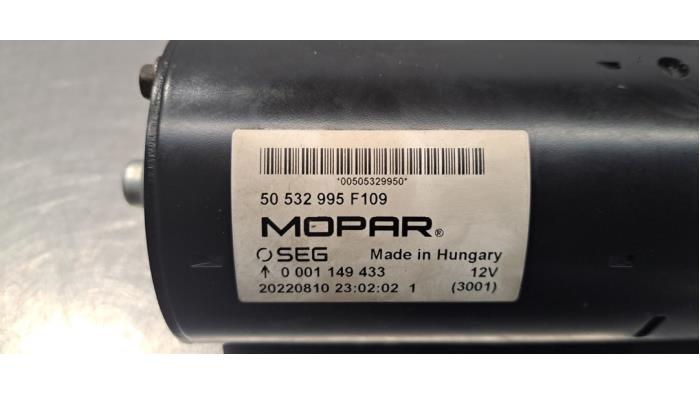 *00505329950*
50 532 995 F109
MOPAR®
SEG Made in Hungary
↑ 0 001 149 433 12V
20220810 23:02:02 1 (3001)